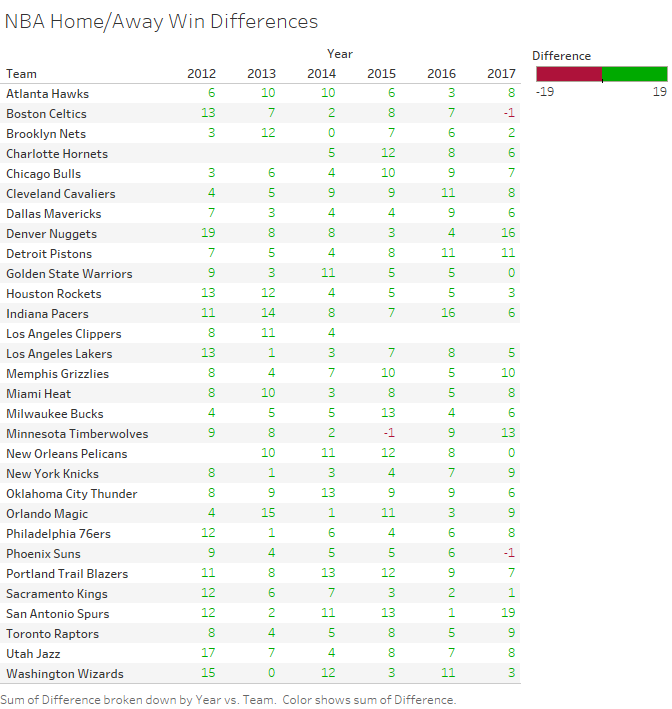 NBA Home/Away Win Differences
Year
Team 2012 2013 2014 2015 2016 2017
Atlanta Hawks 6 10 10 6 3 8
Boston Celtics 13 7 2 8 7 -1
Brooklyn Nets 3 12 0 7 6 2
Charlotte Hornets 5 12 8 6
Chicago Bulls 3 6 4 10 9 7
Cleveland Cavaliers 4 5 9 9 11 8
Dallas Mavericks 7 3 4 4 9 6
Denver Nuggets 19 8 8 3 4 16
Detroit Pistons 7 5 4 8 11 11
Golden State Warriors 9 3 11 5 5 0
Houston Rockets 13 12 4 5 5 3
Indiana Pacers 11 14 8 7 16 6
Los Angeles Clippers 8 11 4
Los Angeles Lakers 13 1 3 7 8 5
Memphis Grizzlies 8 4 7 10 5 10
Miami Heat 8 10 3 8 5 8
Milwaukee Bucks 4 5 5 13 4 6
Minnesota Timberwolves 9 8 2 -1 9 13
New Orleans Pelicans 10 11 12 8 0
New York Knicks 8 1 3 4 7 9
Oklahoma City Thunder 8 9 13 9 9 6
Orlando Magic 4 15 1 11 3 9
Philadelphia 76ers 12 1 6 4 6 8
Phoenix Suns 9 4 5 5 6 -1
Portland Trail Blazers 11 8 13 12 9 7
Sacramento Kings 12 6 7 3 2 1
San Antonio Spurs 12 2 11 13 1 19
Toronto Raptors 8 4 5 8 5 9
Utah Jazz 17 7 4 8 7 8
Washington Wizards 15 0 12 3 11 3
Sum of Difference broken down by Year vs. Team. Color shows sum of Difference.
Difference
-19 19